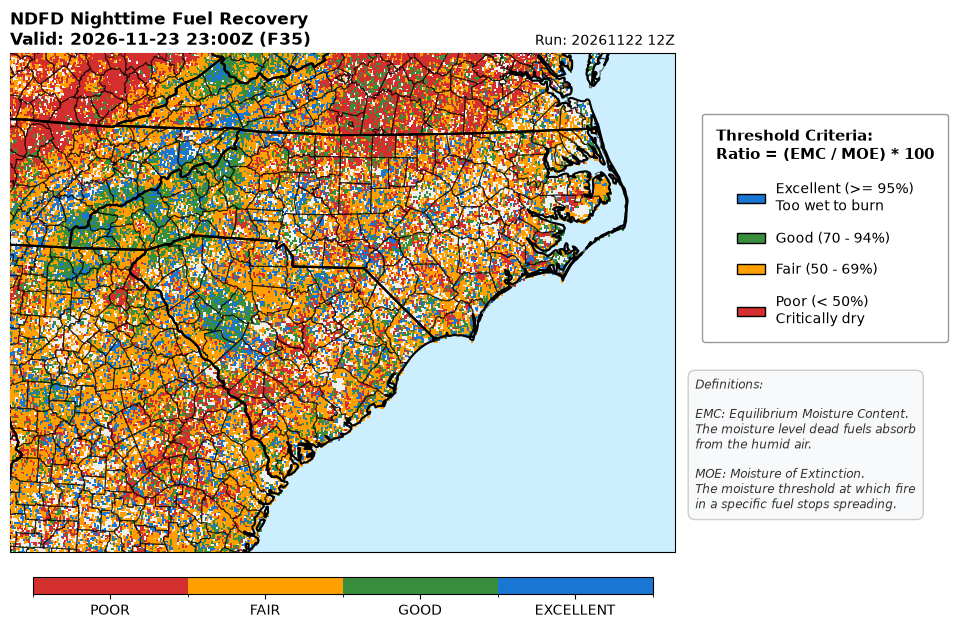 NDFD Nighttime Fuel Recovery
Valid: 2026-11-23 23:00Z (F35)
Run: 20261122 12Z
Threshold Criteria:
Ratio = (EMC / MOE) * 100
Excellent (>= 95%)
Too wet to burn
Good (70 - 94%)
Fair (50 - 69%)
Poor (< 50%)
Critically dry
Definitions:
EMC: Equilibrium Moisture Content.
The moisture level dead fuels absorb
from the humid air.
MOE: Moisture of Extinction.
The moisture threshold at which fire
in a specific fuel stops spreading.
POOR
FAIR
GOOD
EXCELLENT